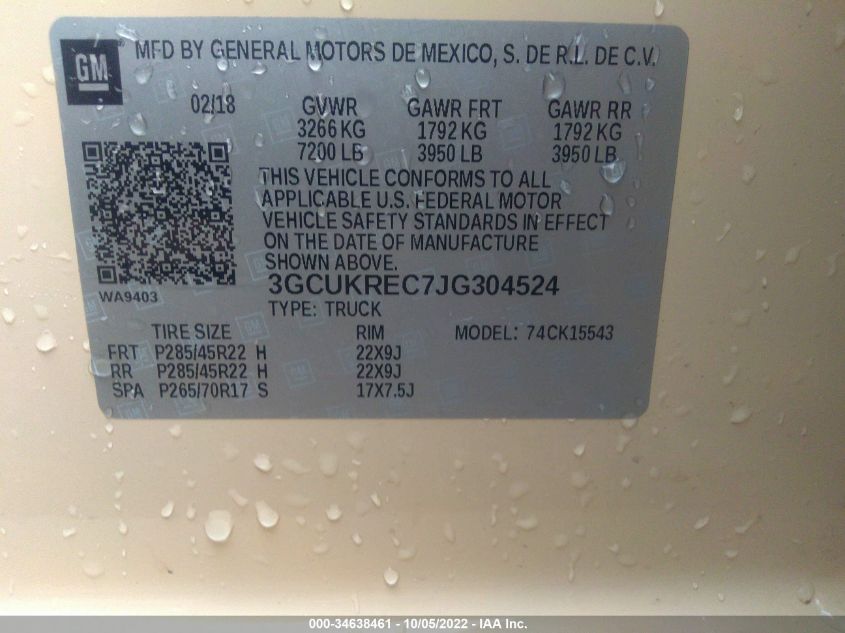 GM
MFD BY GENERAL MOTORS DE MEXICO, S. DE R.L. DE C.V.
02/18 GVWR GAWR FRT GAWR RR
3266 KG 1792 KG 1792 KG
7200 LB 3950 LB 3950 LB
THIS VEHICLE CONFORMS TO ALL
APPLICABLE U.S. FEDERAL MOTOR
VEHICLE SAFETY STANDARDS IN EFFECT
ON THE DATE OF MANUFACTURE
SHOWN ABOVE.
3GCUKREC7JG304524
WA9403
TYPE: TRUCK
TIRE SIZE RIM MODEL: 74CK15543
FRT P285/45R22 H 22X9J
RR P285/45R22 H 22X9J
SPA P265/70R17 S 17X7.5J
000-34638461 - 10/05/2022 - IAA Inc.